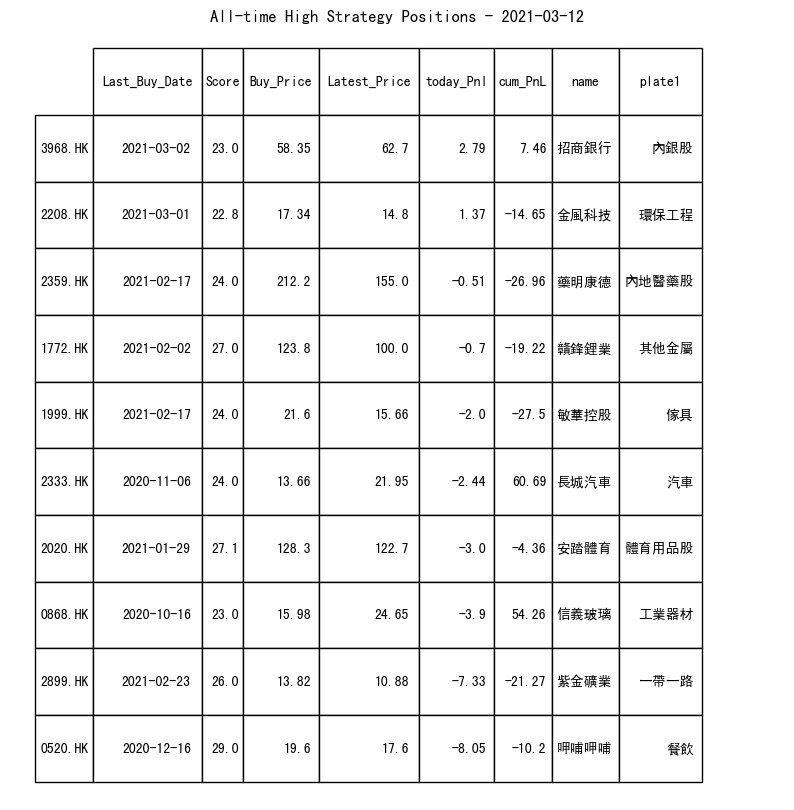 All-time High Strategy Positions - 2021-03-12
Last_Buy_Date Score Buy_Price Latest_Price today_Pnl cum_PnL name plate1
3968.HK 2021-03-02 23.0 58.35 62.7 2.79 7.46 招商銀行 內銀股
2208.HK 2021-03-01 22.8 17.34 14.8 1.37 -14.65 金風科技 環保工程
2359.HK 2021-02-17 24.0 212.2 155.0 -0.51 -26.96 藥明康德 內地醫藥股
1772.HK 2021-02-02 27.0 123.8 100.0 -0.7 -19.22 贛鋒鋰業 其他金屬
1999.HK 2021-02-17 24.0 21.6 15.66 -2.0 -27.5 敏華控股 傢具
2333.HK 2020-11-06 24.0 13.66 21.95 -2.44 60.69 長城汽車 汽車
2020.HK 2021-01-29 27.1 128.3 122.7 -3.0 -4.36 安踏體育 體育用品股
0868.HK 2020-10-16 23.0 15.98 24.65 -3.9 54.26 信義玻璃 工業器材
2899.HK 2021-02-23 26.0 13.82 10.88 -7.33 -21.27 紫金礦業 一帶一路
0520.HK 2020-12-16 29.0 19.6 17.6 -8.05 -10.2 呷哺呷哺 餐飲